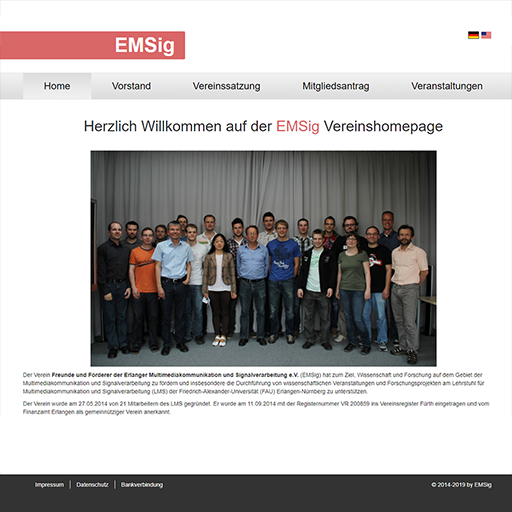 EMSig
Home Vorstand Vereinssatzung Mitgliedsantrag Veranstaltungen
Herzlich Willkommen auf der EMSig Vereinshomepage
Der Verein Freunde und Förderer der Erlanger Multimediakommunikation und Signalverarbeitung e.V. (EMSig) hat zum Ziel, Wissenschaft und Forschung auf dem Gebiet der
Multimediakommunikation und Signalverarbeitung zu fördern und insbesondere die Durchführung von wissenschaftlichen Veranstaltungen und Forschungsprojekten am Lehrstuhl für
Multimediakommunikation und Signalverarbeitung (LMS) der Friedrich-Alexander-Universität (FAU) Erlangen-Nürnberg zu unterstützen.
Der Verein wurde am 27.05.2014 von 21 Mitarbeitern des LMS gegründet. Er wurde am 11.09.2014 mit der Registernummer VR 200859 ins Vereinsregister Fürth eingetragen und vom
Finanzamt Erlangen als gemeinnütziger Verein anerkannt.
Impressum Datenschutz Bankverbindung © 2014-2019 by EMSig